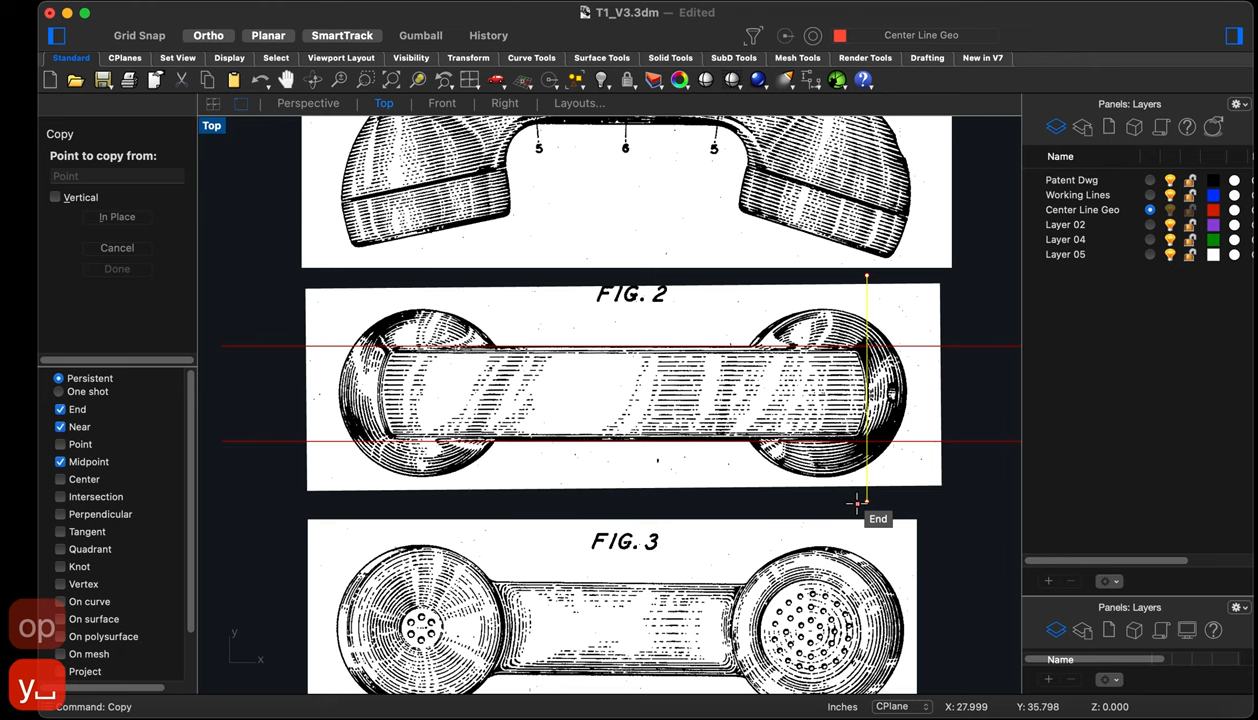 T1_V3.3dm — Edited
Grid Snap Ortho Planar SmartTrack Gumball History Center Line Geo
Standard CPlanes Set View Display Select Viewport Layout Visibility Transform Curve Tools Surface Tools Solid Tools SubD Tools Mesh Tools Render Tools Drafting New in V7
Perspective Top Front Right Layouts... Panels: Layers
Top
Copy
Point to copy from:
Point
Vertical
In Place
Cancel
Done
Persistent
One shot
End
Near
Point
Midpoint
Center
Intersection
Perpendicular
Tangent
Quadrant
Knot
Vertex
On curve
On surface
On polysurface
On mesh
Project
5 6 5
FIG. 2
End
FIG. 3
y
x
Name
Patent Dwg
Working Lines
Center Line Geo
Layer 02
Layer 04
Layer 05
Panels: Layers
Name
op
y
Command: Copy
Inches CPlane X: 27.999 Y: 35.798 Z: 0.000